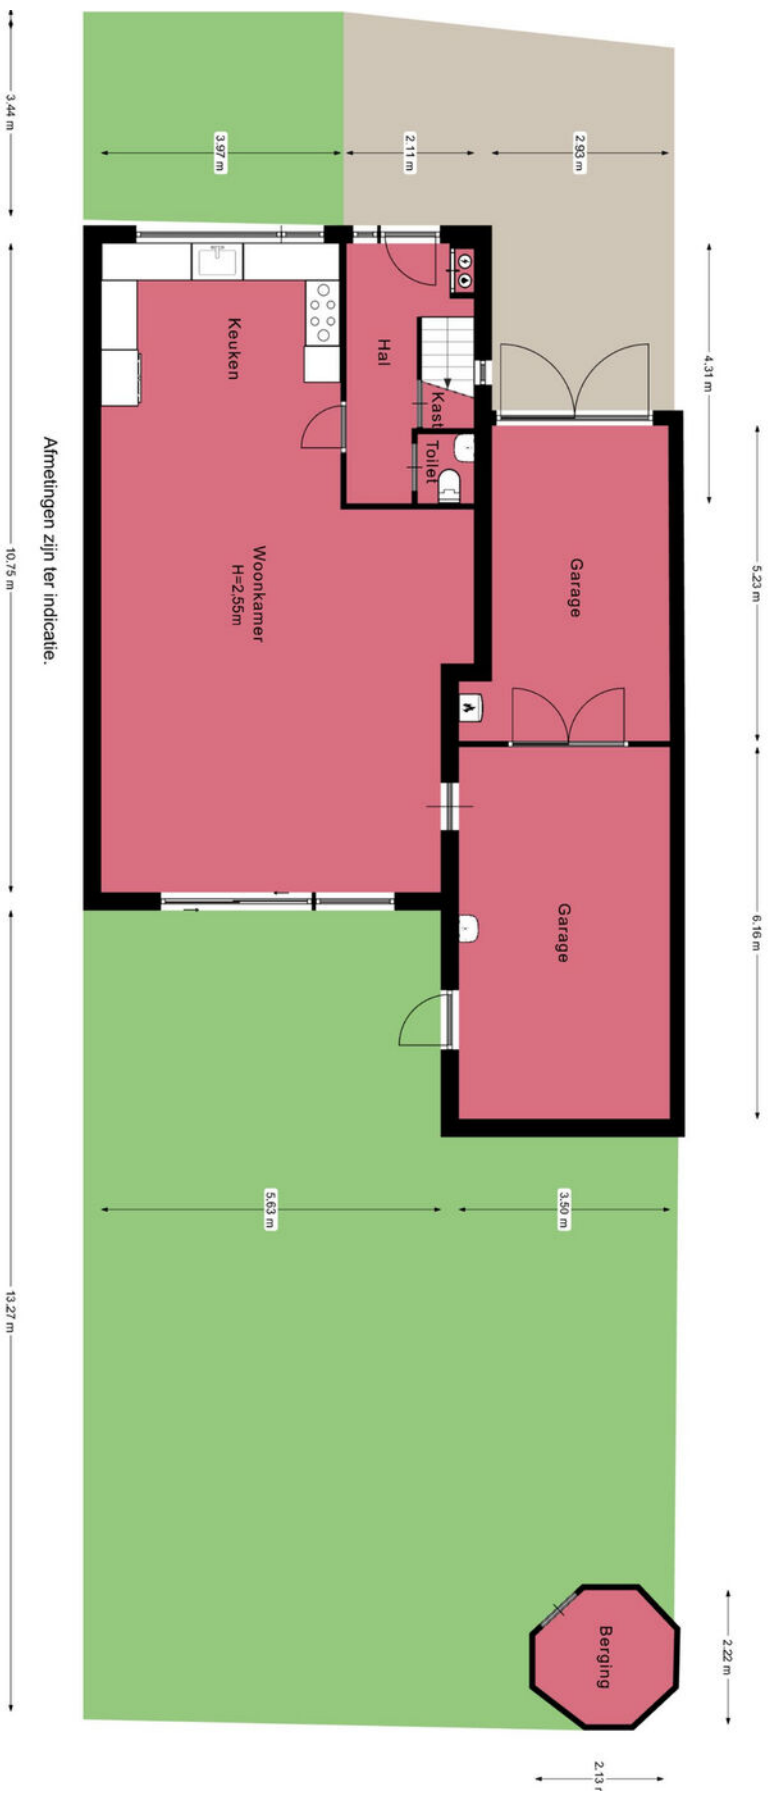 3.44 m
3.97 m
2.11 m
2.93 m
4.31 m
Keuken
Hal
Kast
Toilet
Garage
5.23 m
Afmetingen zijn ter indicatie.
10.75 m
Woonkamer
H=2,55m
Garage
6.16 m
5.63 m
3.50 m
13.27 m
Berging
2.22 m
2.13 r